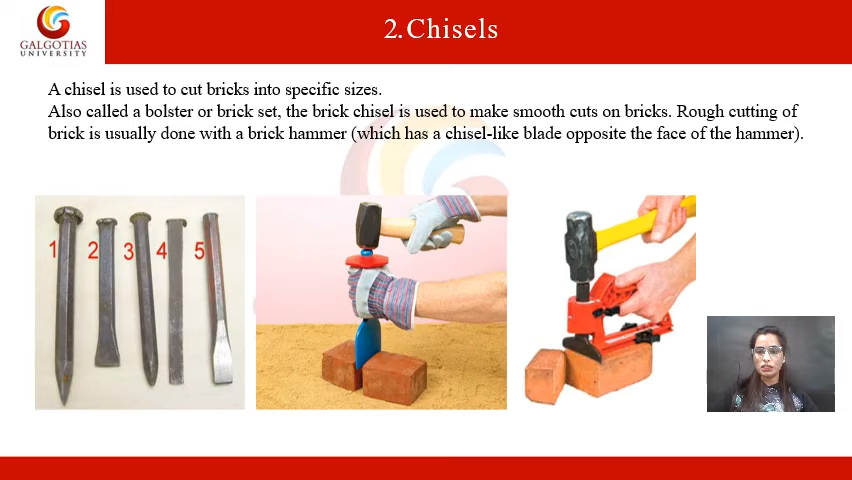 GALGOTIAS
UNIVERSITY
2.Chisels
A chisel is used to cut bricks into specific sizes.
Also called a bolster or brick set, the brick chisel is used to make smooth cuts on bricks. Rough cutting of
brick is usually done with a brick hammer (which has a chisel-like blade opposite the face of the hammer).
1 2 3 4 5